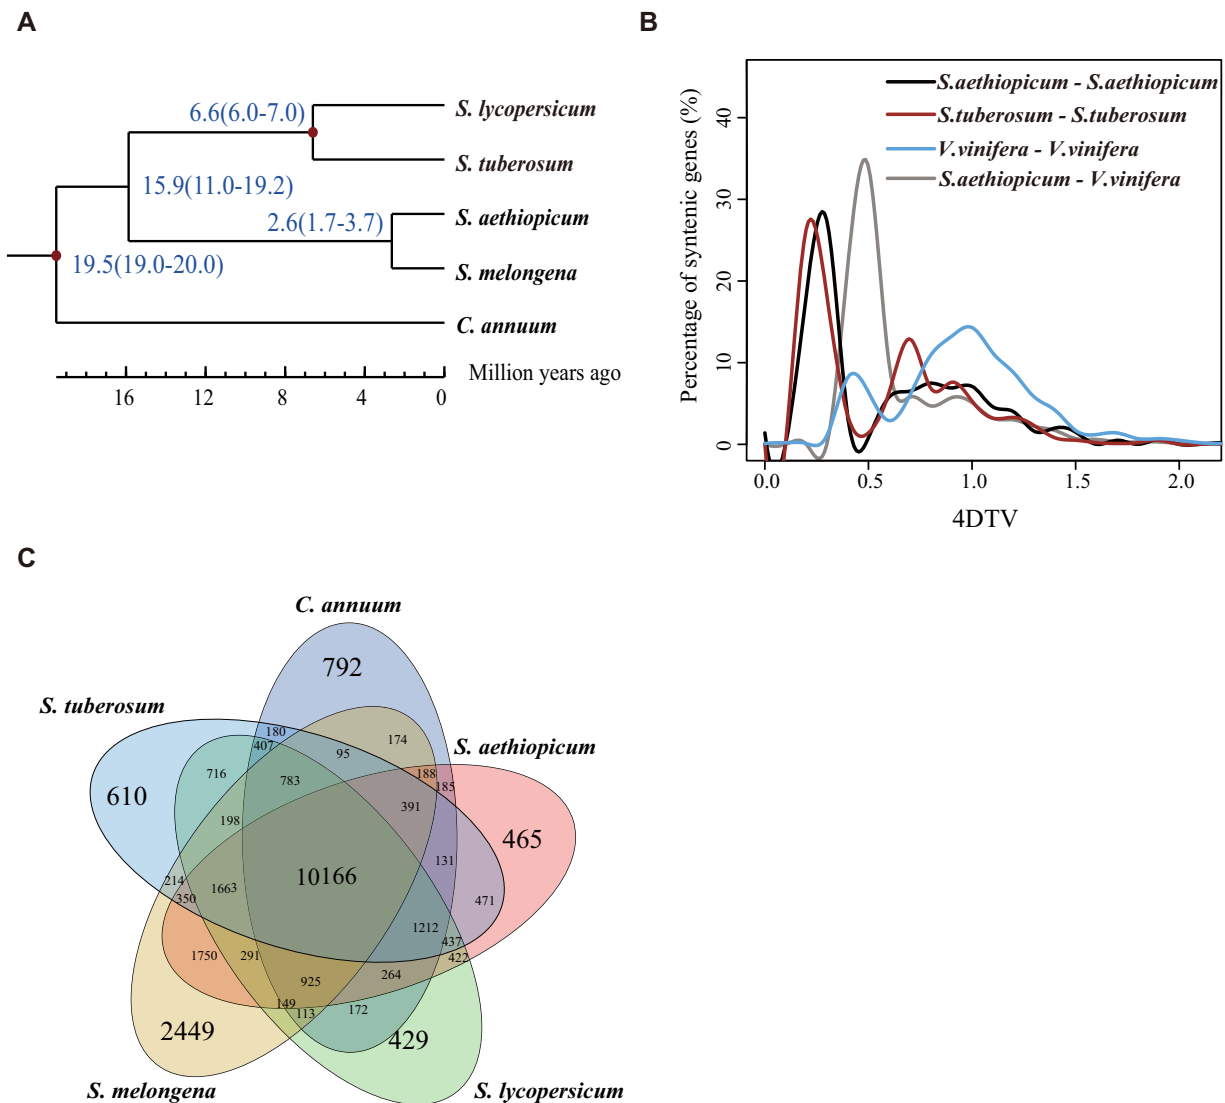 A
6.6(6.0-7.0)
S. lycopersicum
S. tuberosum
15.9(11.0-19.2)
2.6(1.7-3.7)
S. aethiopicum
19.5(19.0-20.0)
S. melongena
C. annuum
Million years ago
16 12 8 4 0
B
Percentage of syntenic genes (%)
40
30
20
10
0
S.aethiopicum - S.aethiopicum
S.tuberosum - S.tuberosum
V.vinifera - V.vinifera
S.aethiopicum - V.vinifera
0.0 0.5 1.0 1.5 2.0
4DTV
C
C. annuum
792
S. tuberosum
180
407
95
174
S. aethiopicum
716
783
188
185
610
391
198
465
131
214
1663
10166
350
471
1212
437
1750
291
422
925
264
149
113
172
2449
429
S. melongena
S. lycopersicum